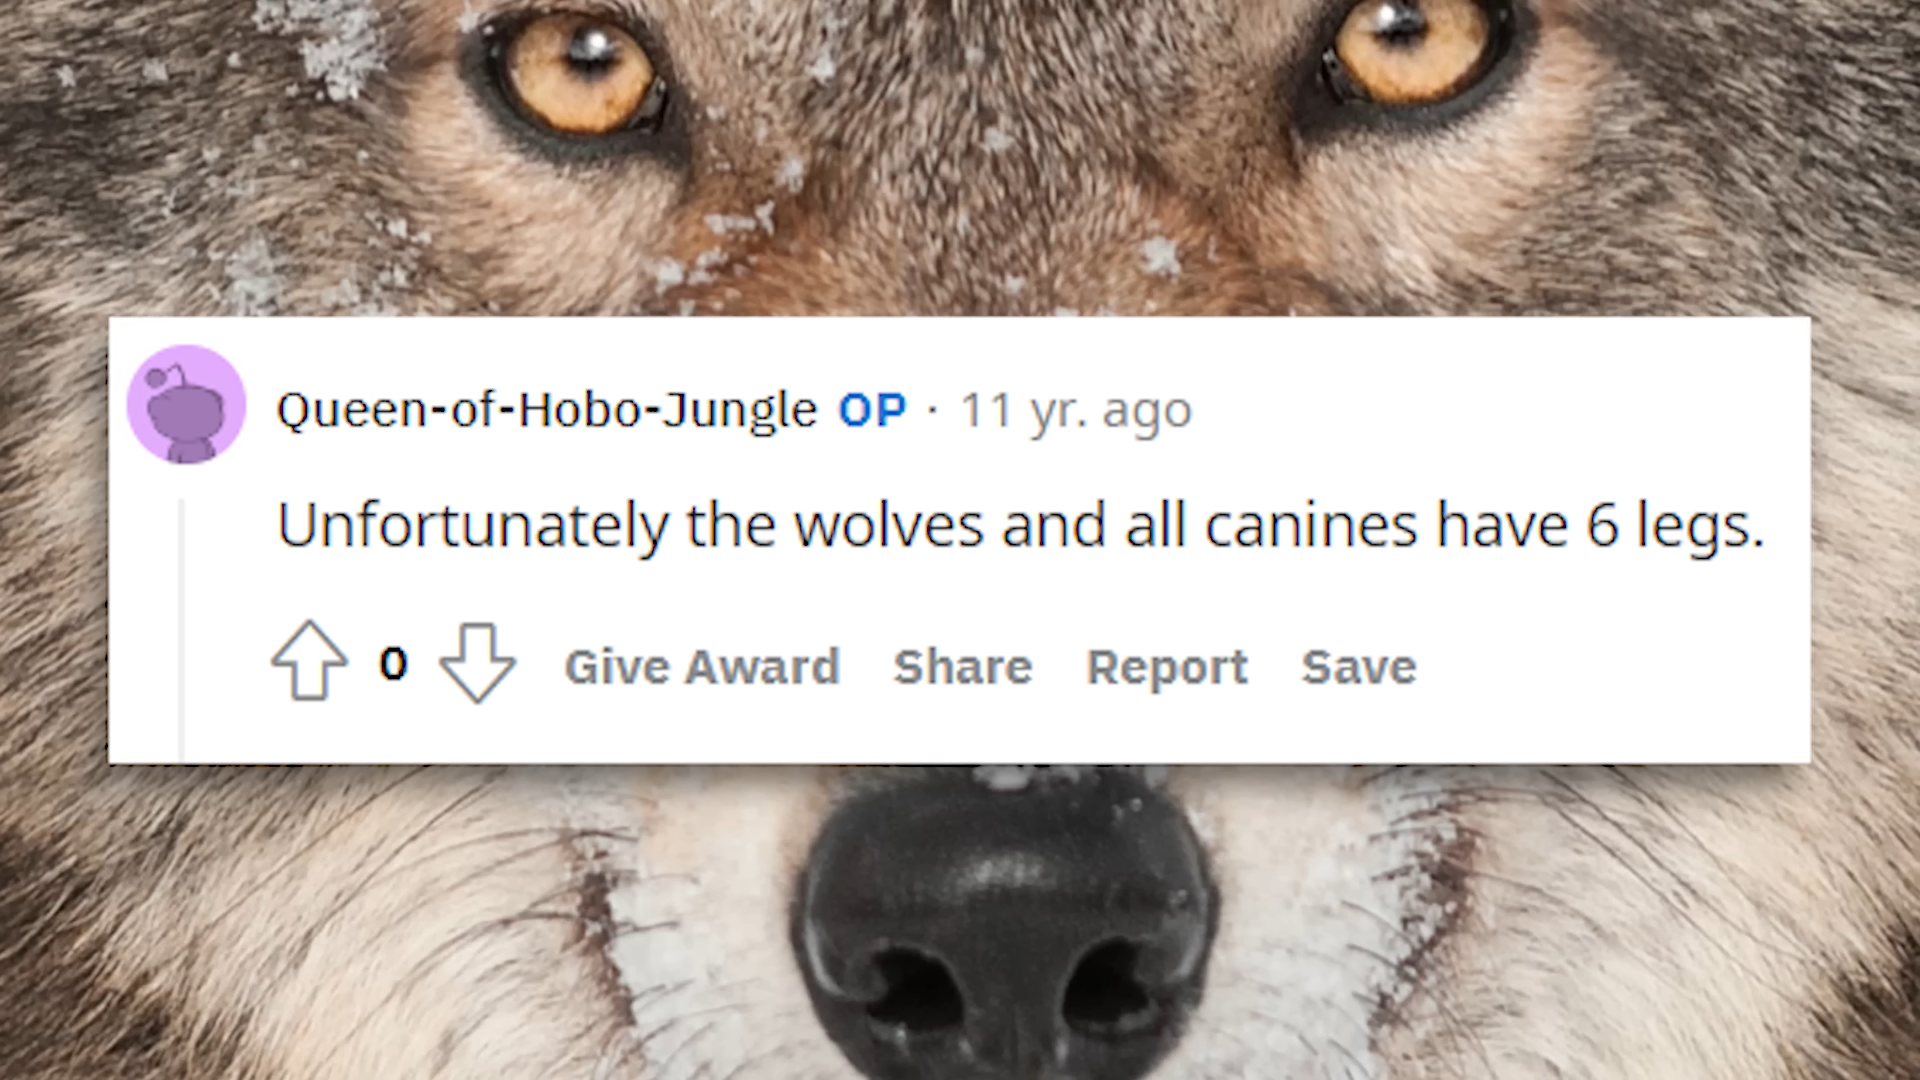 Queen-of-Hobo-Jungle OP · 11 yr. ago
Unfortunately the wolves and all canines have 6 legs.
0 Give Award Share Report Save